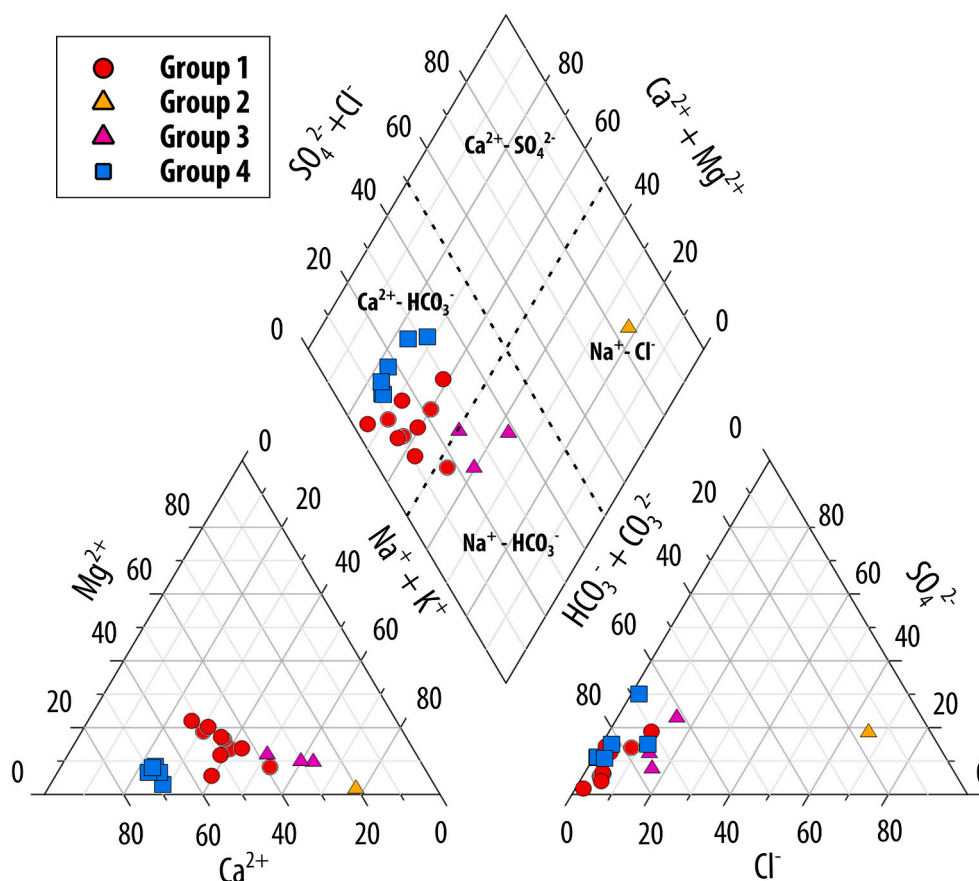 Group 1
Group 2
Group 3
Group 4
SO₄²⁻+Cl⁻
Ca²⁺ + Mg²⁺
80
60
40
20
0
80
60
40
20
0
Ca²⁺- SO₄²⁻
Ca²⁺- HCO₃⁻
Na⁺- Cl⁻
Na⁺ - HCO₃⁻
Na⁺ + K⁺
HCO₃⁻ + CO₃²⁻
Mg²⁺
80
60
40
20
0
0
20
40
60
80
80
60
40
20
0
Ca²⁺
0
20
60
80
SO₄²⁻
80
60
40
20
0
0
20
40
60
80
Cl⁻